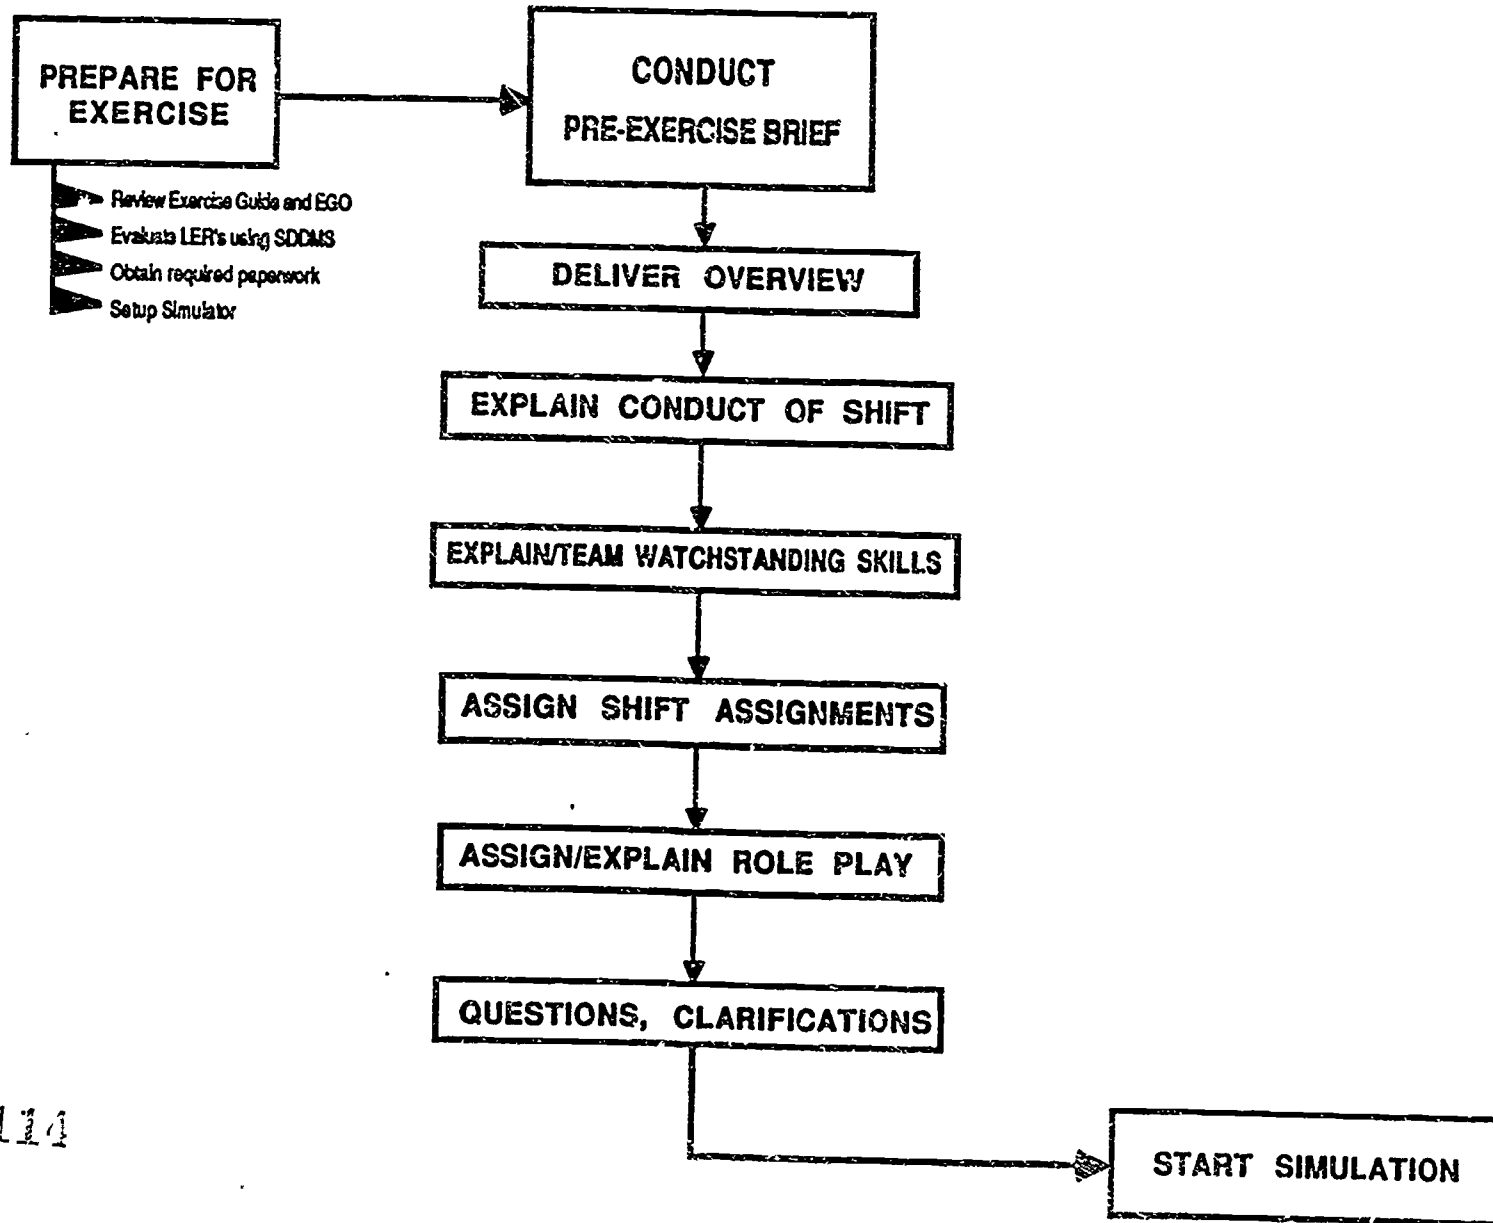 PREPARE FOR
EXERCISE
CONDUCT
PRE-EXERCISE BRIEF
Review Exercise Guide and EGO
Evaluate LER's using SDDMS
Obtain required paperwork
Setup Simulator
DELIVER OVERVIEW
EXPLAIN CONDUCT OF SHIFT
EXPLAIN/TEAM WATCHSTANDING SKILLS
ASSIGN SHIFT ASSIGNMENTS
ASSIGN/EXPLAIN ROLE PLAY
QUESTIONS, CLARIFICATIONS
114
START SIMULATION